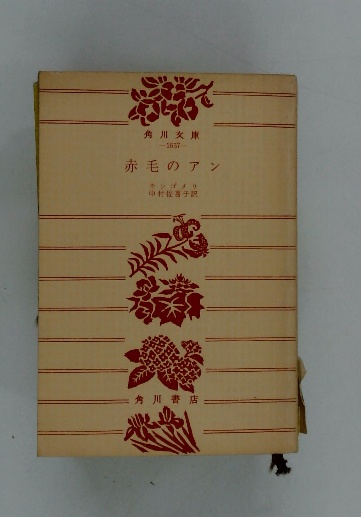 角川文庫
—1657—
赤毛のアン
モンゴメリ
中村佐喜子訳
角川書店